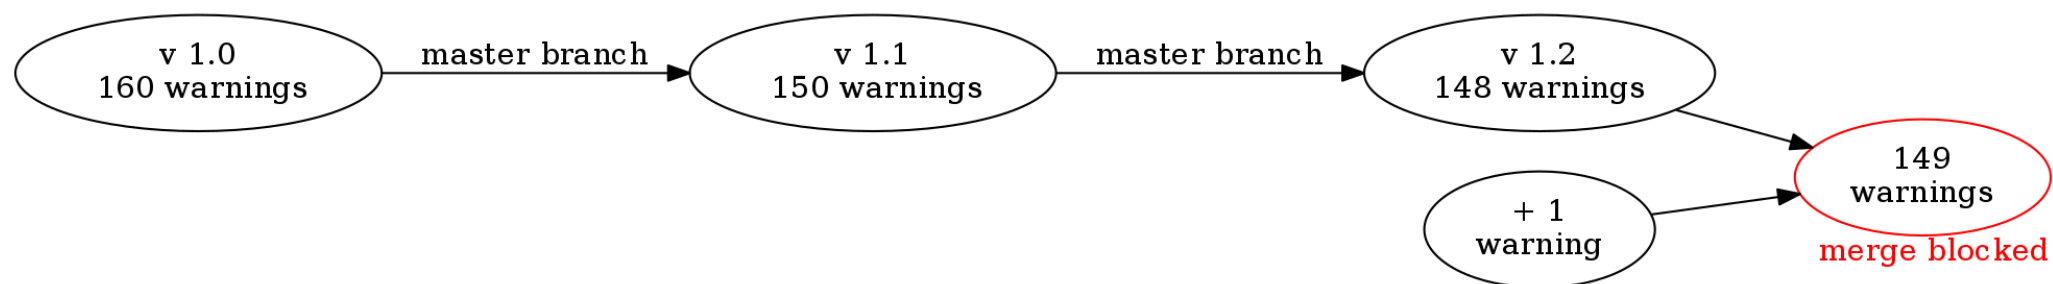 v 1.0
160 warnings
master branch
v 1.1
150 warnings
master branch
v 1.2
148 warnings
+ 1
warning
149
warnings
merge blocked